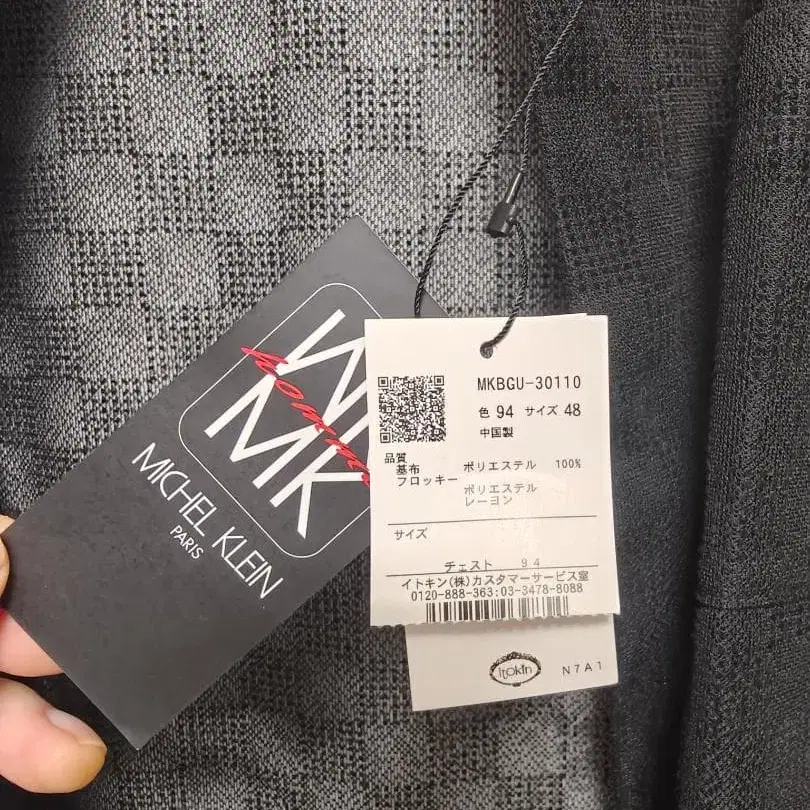 MK
homme
MK
MICHEL KLEIN
PARIS
MKBGU-30110
色 94 サイズ 48
中国製
品質
基布 ポリエステル 100%
フロッキー ポリエステル
レーヨン
サイズ
チェスト 94
イトキン(株)カスタマーサービス室
0120-888-363:03-3478-8088
itokin
N7A1